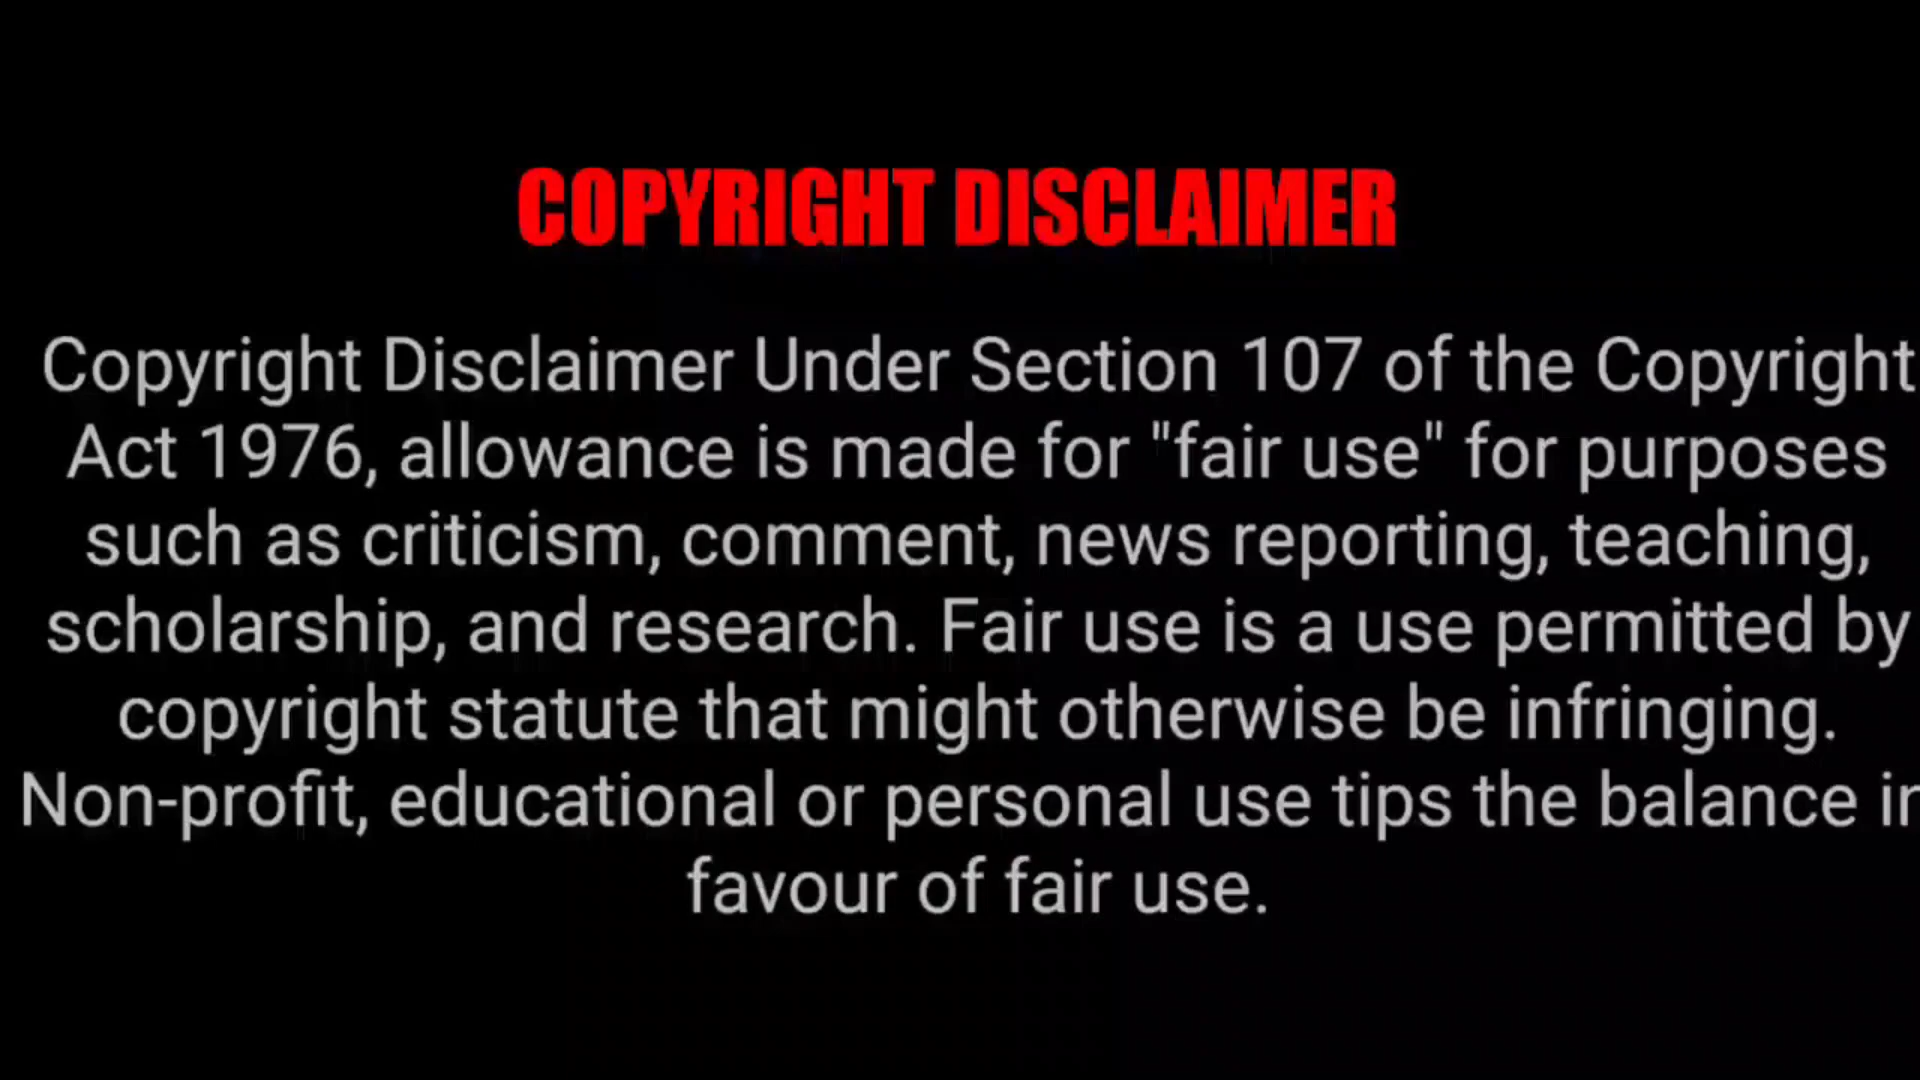 COPYRIGHT DISCLAIMER
Copyright Disclaimer Under Section 107 of the Copyright
Act 1976, allowance is made for "fair use" for purposes
such as criticism, comment, news reporting, teaching,
scholarship, and research. Fair use is a use permitted by
copyright statute that might otherwise be infringing.
Non-profit, educational or personal use tips the balance in
favour of fair use.